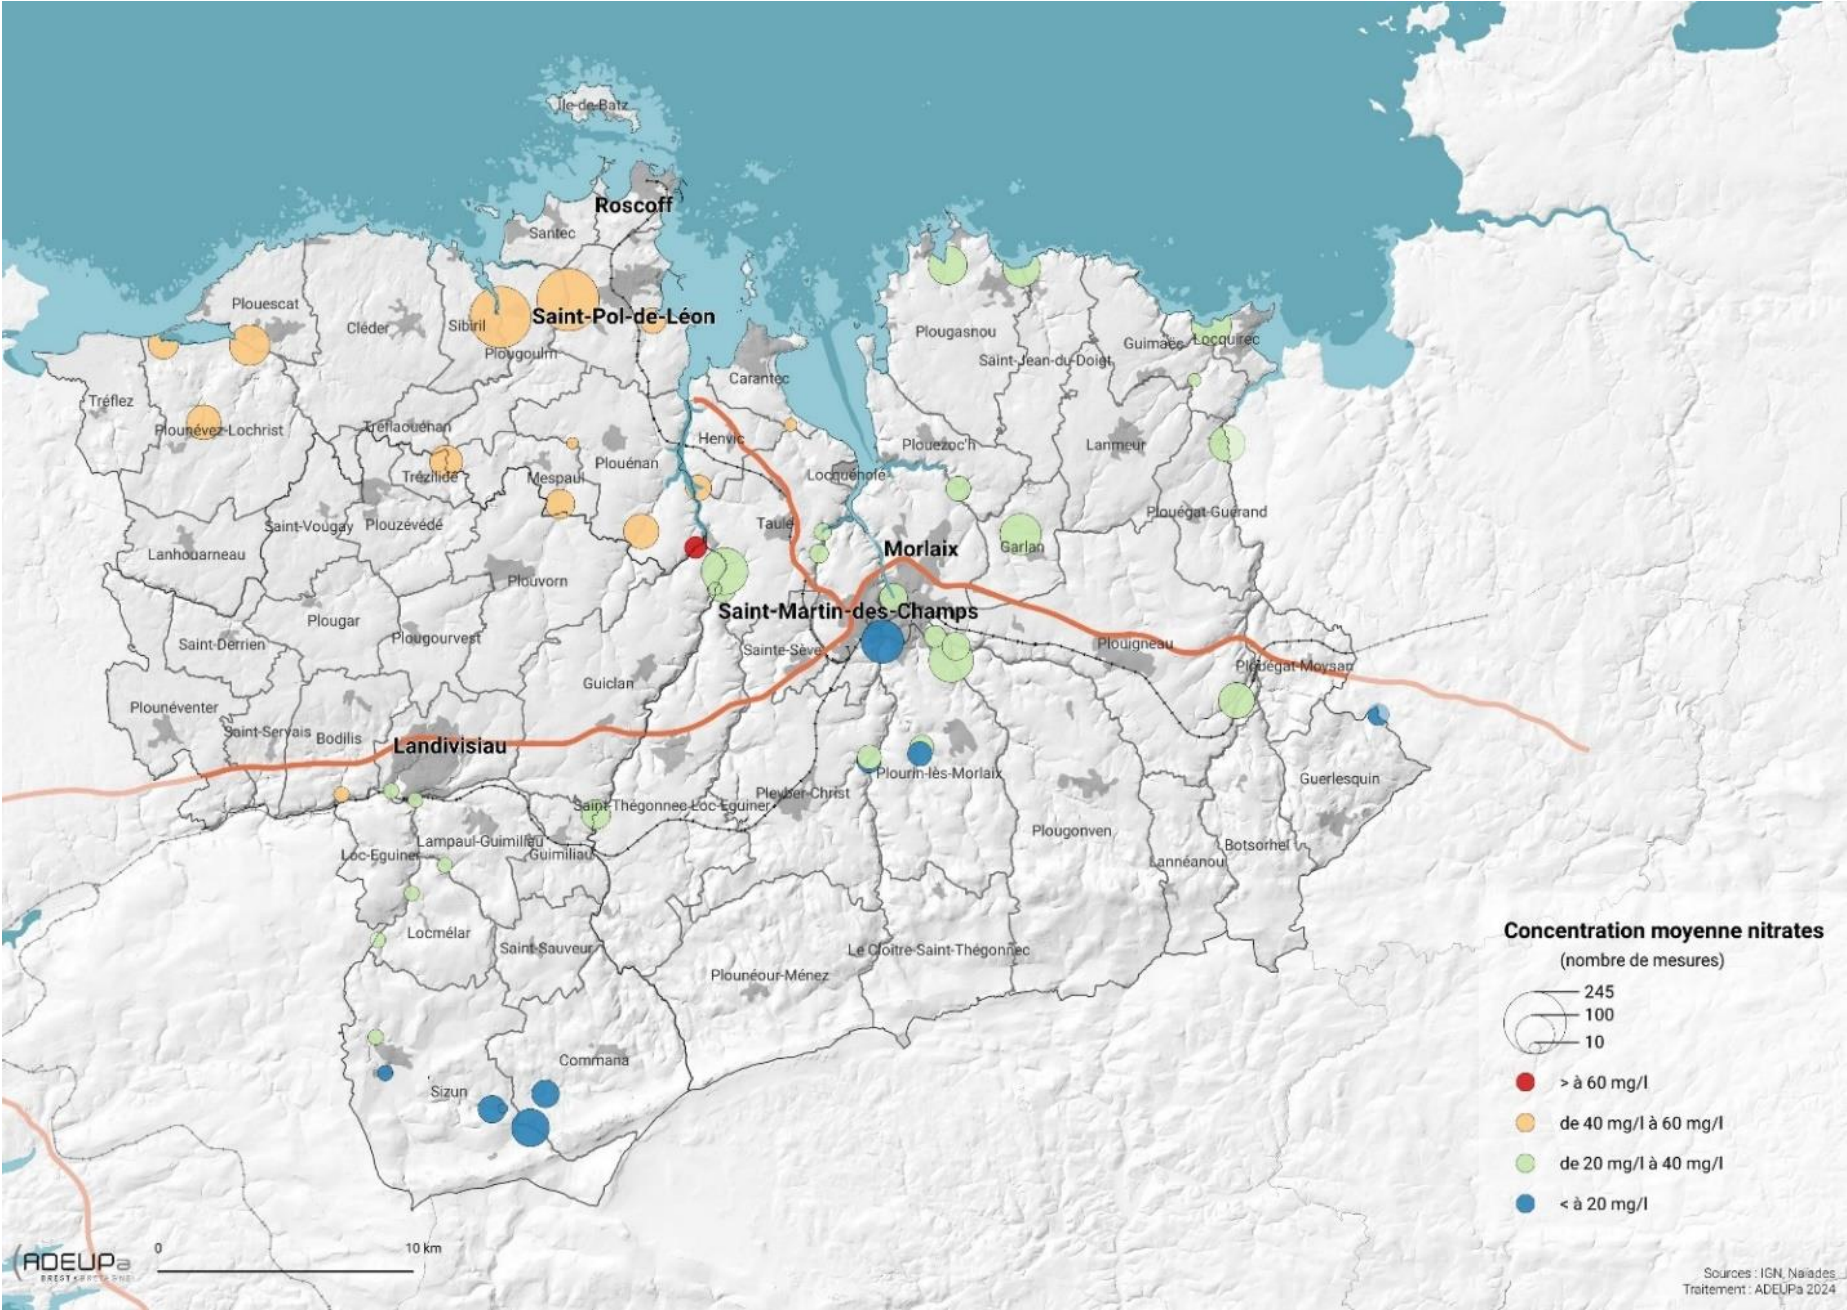 Île-de-Batz
Roscoff
Santec
Plouescat
Cléder
Sibiril
Saint-Pol-de-Léon
Plougoulm
Plougasnou
Guimaëc
Locquirec
Saint-Jean-du-Doigt
Carantec
Tréflez
Plounévez-Lochrist
Tréflaouénan
Henvic
Plouezoc'h
Lanmeur
Plouénan
Trézilidé
Mespaul
Locquénolé
Saint-Vougay
Plouzévédé
Taulé
Plouégat-Guérand
Lanhouarneau
Morlaix
Garlan
Plouvorn
Saint-Martin-des-Champs
Plougar
Plougourvest
Saint-Derrien
Sainte-Sève
Plouigneau
Plouégat-Moysan
Guiclan
Plounéventer
Saint-Servais
Bodilis
Landivisiau
Plourin-lès-Morlaix
Guerlesquin
Pleyber-Christ
Saint-Thégonnec-Loc-Eguiner
Plougonven
Lampaul-Guimiliau
Loc-Eguiner
Guimiliau
Botsorhel
Lannéanou
Locmélar
Saint-Sauveur
Le Cloître-Saint-Thégonnec
Plounéour-Ménez
Commana
Sizun
Concentration moyenne nitrates
(nombre de mesures)
245
100
10
> à 60 mg/l
de 40 mg/l à 60 mg/l
de 20 mg/l à 40 mg/l
< à 20 mg/l
0
10 km
ADEUPa
BREST • BRETAGNE
Sources : IGN, Naïades
Traitement : ADEUPa 2024